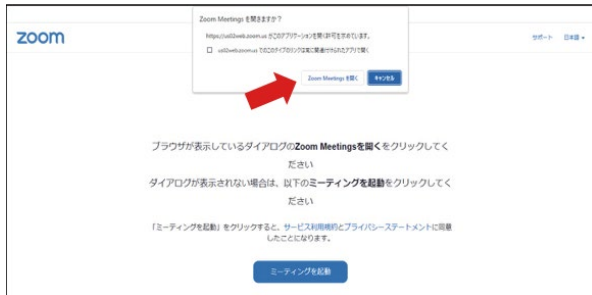 Zoom Meetings を開きますか?
https://us02web.zoom.us がこのアプリケーションを開く許可を求めています。
us02web.zoom.us でのこのタイプのリンクは常に関連付けられたアプリで開く
Zoom Meetings を開く キャンセル
zoom サポート 日本語
ブラウザが表示しているダイアログのZoom Meetingsを開くをクリックしてく
ださい
ダイアログが表示されない場合は、以下のミーティングを起動をクリックしてく
ださい
「ミーティングを起動」をクリックすると、サービス利用規約とプライバシーステートメントに同意
したことになります。
ミーティングを起動